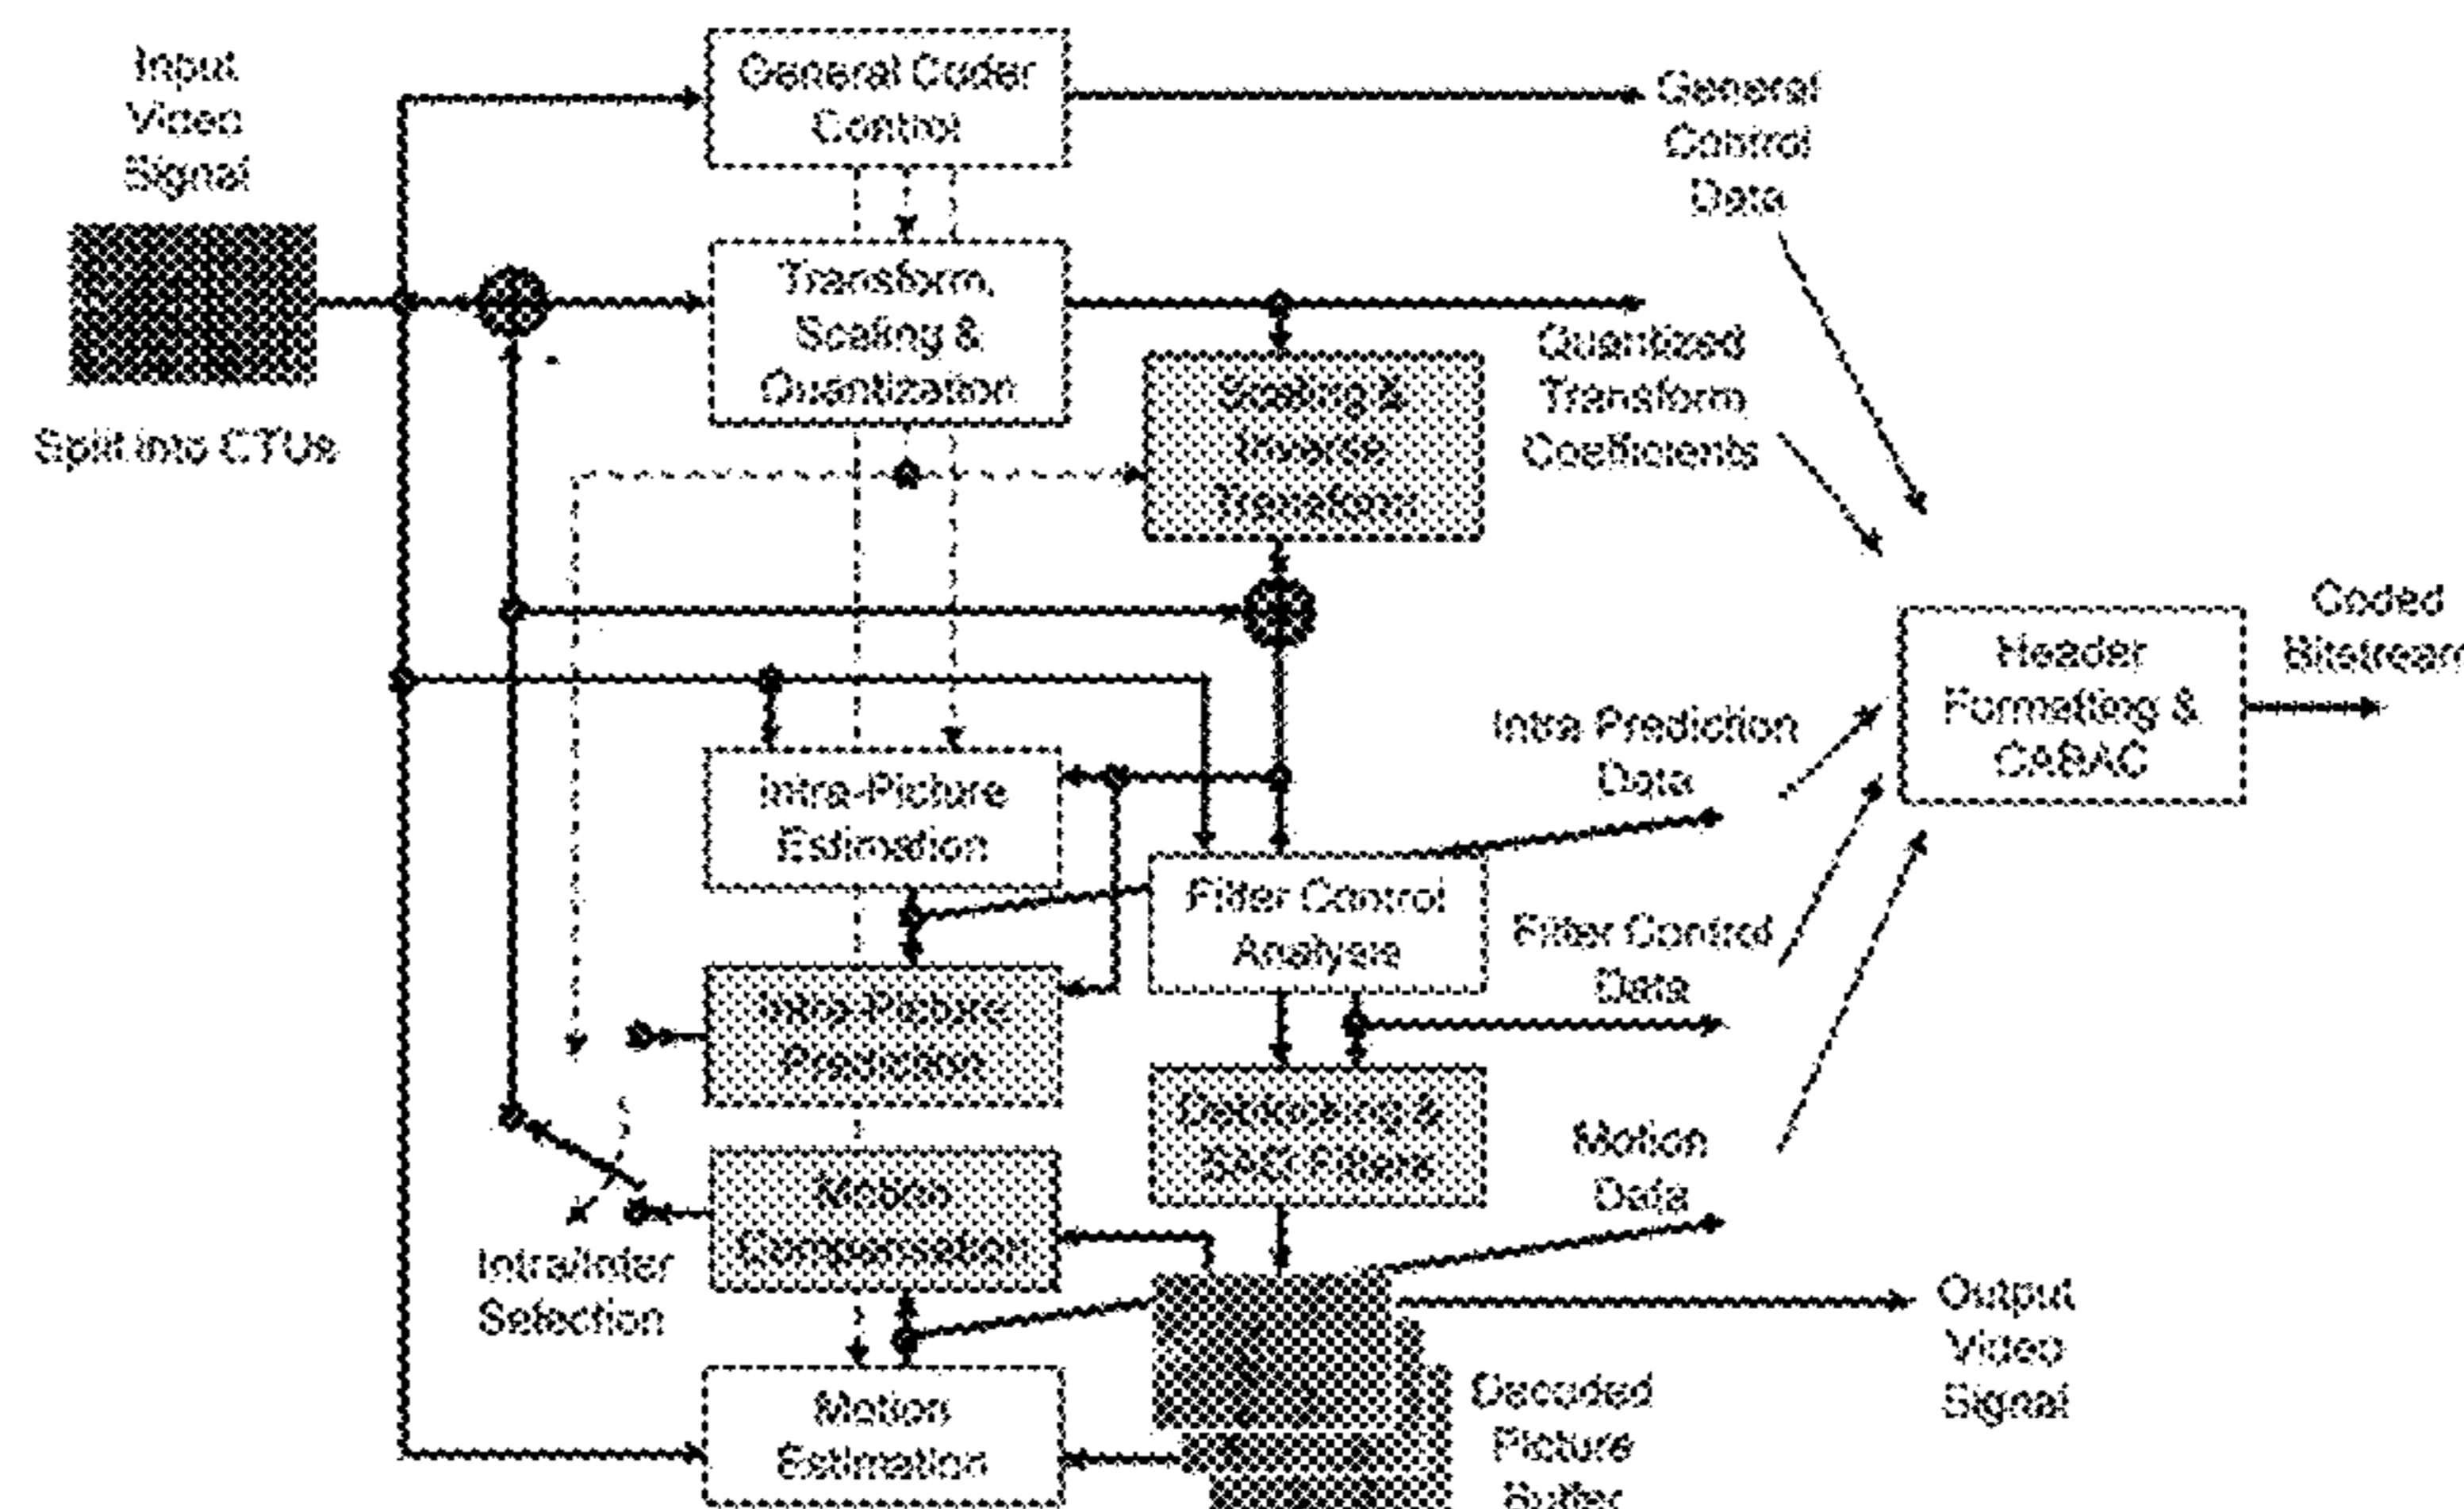 Input
Video
Signal
Split into CTUs
General Coder
Control
Transform,
Scaling &
Quantization
General
Control
Data
Quantized
Transform
Coefficients
Scaling &
Inverse
Transform
Intra-Picture
Estimation
Filter Control
Analysis
Intra-Picture
Prediction
Deblocking &
SAO Filters
Motion
Compensation
Intra/Inter
Selection
Motion
Estimation
Intra Prediction
Data
Filter Control
Data
Motion
Data
Header
Formatting &
CABAC
Coded
Bitstream
Output
Video
Signal
Decoded
Picture
Buffer